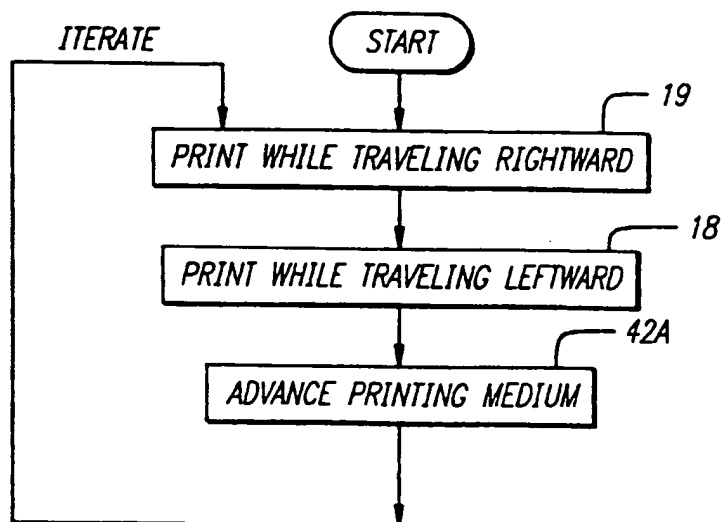 ITERATE
START
19
PRINT WHILE TRAVELING RIGHTWARD
18
PRINT WHILE TRAVELING LEFTWARD
42A
ADVANCE PRINTING MEDIUM